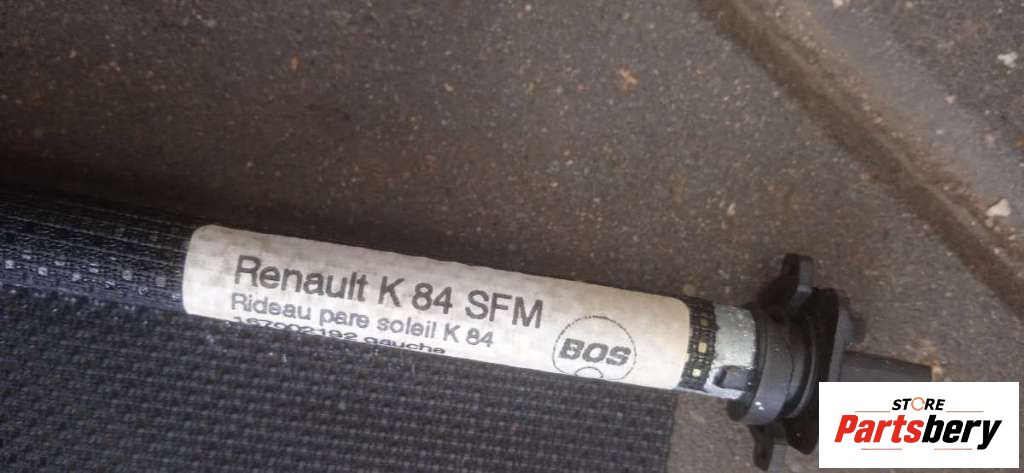 Renault K 84 SFM
Rideau pare soleil K 84
gauche
BOS
STORE
Partsbery